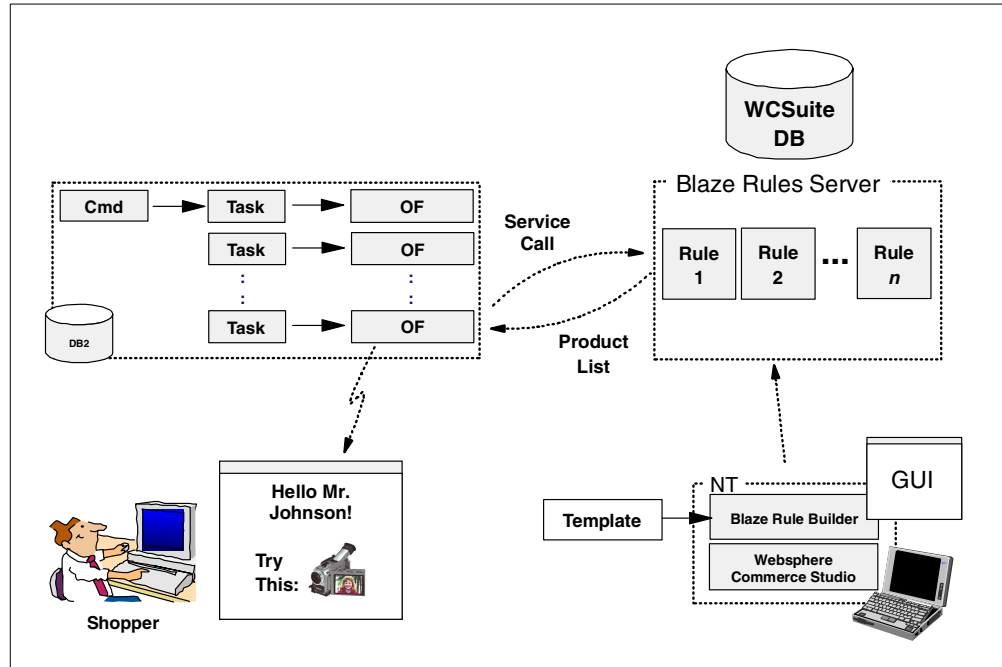 WCSuite
DB
Blaze Rules Server
Cmd
Task
OF
Task
OF
:
:
:
:
Task
OF
DB2
Service
Call
Product
List
Rule
1
Rule
2
...
Rule
n
Hello Mr.
Johnson!
Try
This:
Shopper
Template
NT
Blaze Rule Builder
Websphere
Commerce Studio
GUI